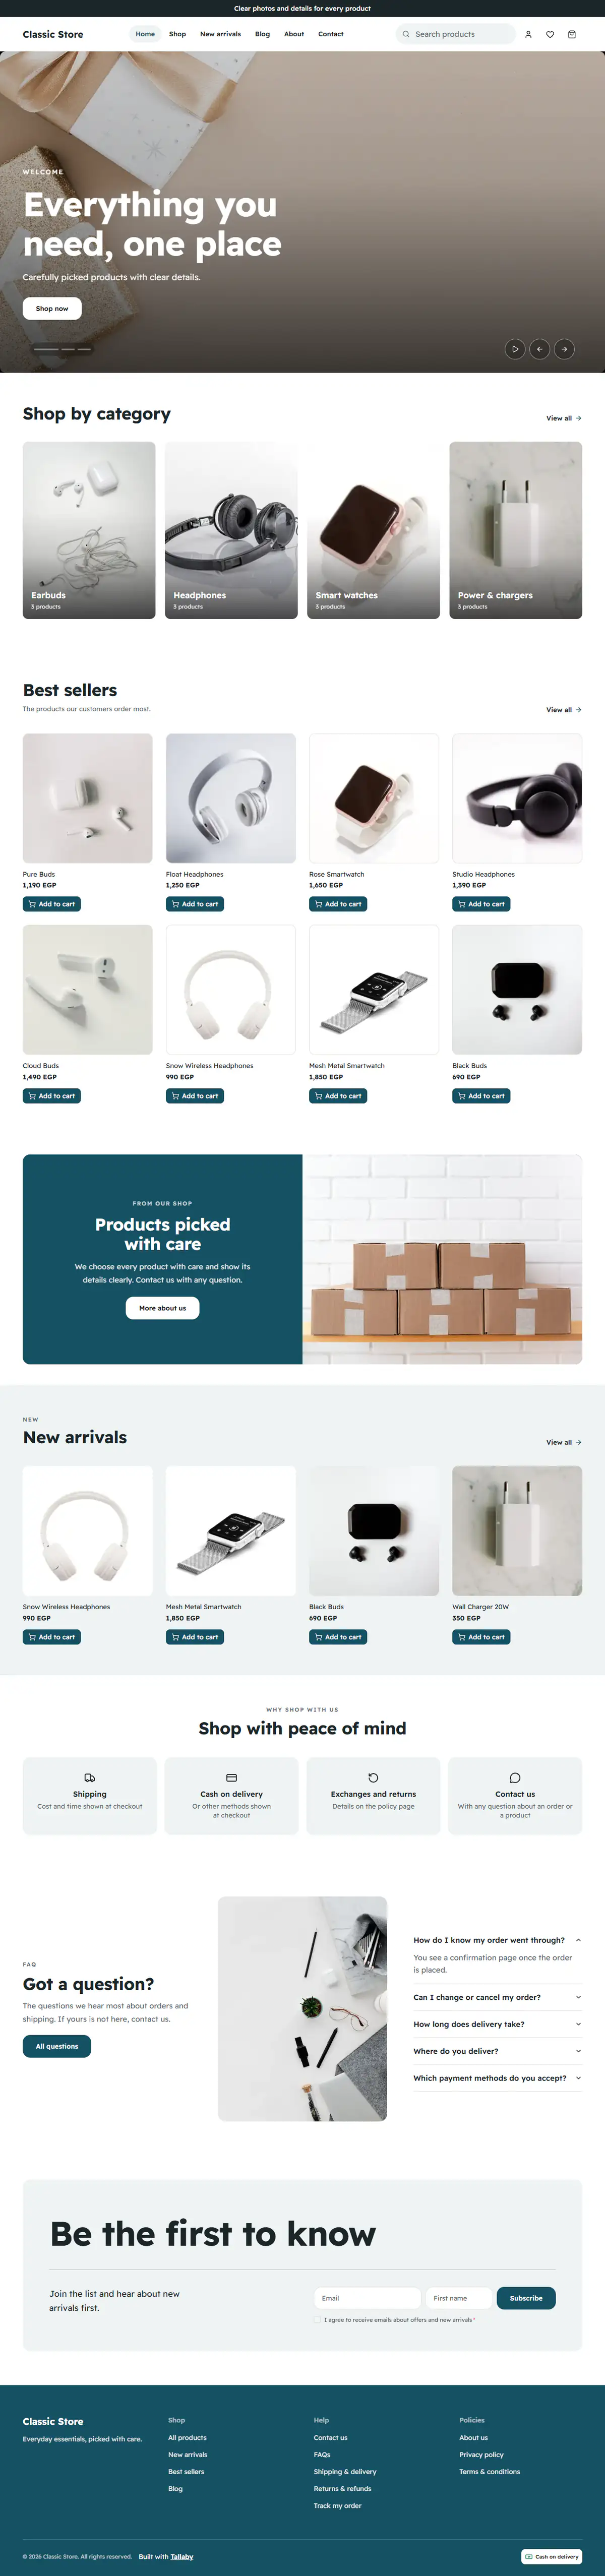 Clear photos and details for every product
Classic Store
Home
Shop
New arrivals
Blog
About
Contact
Search products
WELCOME
Everything you
need, one place
Carefully picked products with clear details.
Shop now
Shop by category
View all
Earbuds
3 products
Headphones
3 products
Smart watches
3 products
Power & chargers
3 products
Best sellers
The products our customers order most.
View all
Pure Buds
1,190 EGP
Add to cart
Float Headphones
1,250 EGP
Add to cart
Rose Smartwatch
1,650 EGP
Add to cart
Studio Headphones
1,390 EGP
Add to cart
Cloud Buds
1,490 EGP
Add to cart
Snow Wireless Headphones
990 EGP
Add to cart
Mesh Metal Smartwatch
1,850 EGP
Add to cart
Black Buds
690 EGP
Add to cart
FROM OUR SHOP
Products picked
with care
We choose every product with care and show its
details clearly. Contact us with any question.
More about us
NEW
New arrivals
View all
Snow Wireless Headphones
990 EGP
Add to cart
Mesh Metal Smartwatch
1,850 EGP
Add to cart
Black Buds
690 EGP
Add to cart
Wall Charger 20W
350 EGP
Add to cart
WHY SHOP WITH US
Shop with peace of mind
Shipping
Cost and time shown at checkout
Cash on delivery
Or other methods shown
at checkout
Exchanges and returns
Details on the policy page
Contact us
With any question about an order or
a product
FAQ
Got a question?
The questions we hear most about orders and
shipping. If yours is not here, contact us.
All questions
How do I know my order went through?
You see a confirmation page once the order
is placed.
Can I change or cancel my order?
How long does delivery take?
Where do you deliver?
Which payment methods do you accept?
Be the first to know
Join the list and hear about new
arrivals first.
Email
First name
Subscribe
I agree to receive emails about offers and new arrivals *
Classic Store
Everyday essentials, picked with care.
Shop
All products
New arrivals
Best sellers
Blog
Help
Contact us
FAQs
Shipping & delivery
Returns & refunds
Track my order
Policies
About us
Privacy policy
Terms & conditions
© 2026 Classic Store. All rights reserved.
Built with Tallaby
Cash on delivery